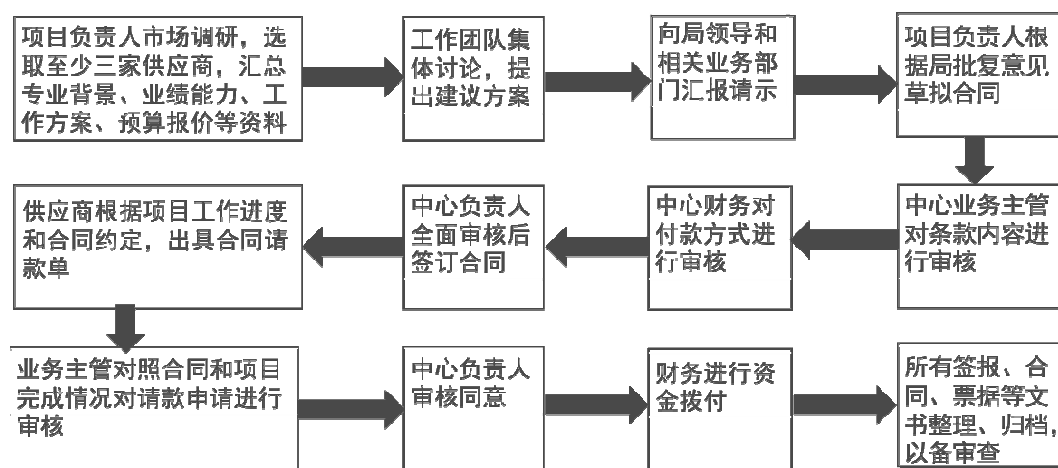 项目负责人市场调研，选
取至少三家供应商，汇总
专业背景、业绩能力、工
作方案、预算报价等资料
工作团队集
体讨论，提
出建议方案
向局领导和
相关业务部
门汇报请示
项目负责人根
据局批复意见
草拟合同
中心业务主管
对条款内容进
行审核
中心财务对
付款方式进
行审核
中心负责人
全面审核后
签订合同
供应商根据项目工作进度
和合同约定，出具合同请
款单
业务主管对照合同和项目
完成情况对请款申请进行
审核
中心负责人
审核同意
财务进行资
金拨付
所有签报、合
同、票据等文
书整理、归档，
以备审查